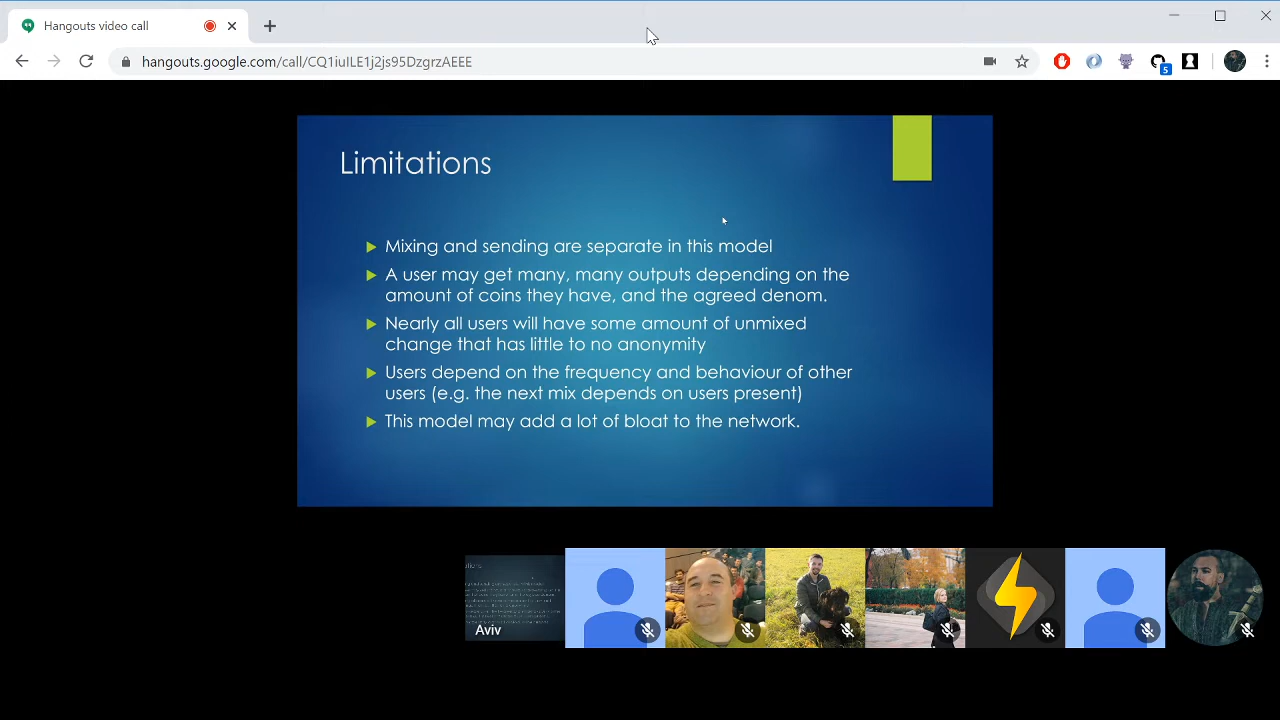 Hangouts video call
hangouts.google.com/call/CQ1iuILE1j2js95DzgrzAEEE
5
Limitations
Mixing and sending are separate in this model
A user may get many, many outputs depending on the
amount of coins they have, and the agreed denom.
Nearly all users will have some amount of unmixed
change that has little to no anonymity
Users depend on the frequency and behaviour of other
users (e.g. the next mix depends on users present)
This model may add a lot of bloat to the network.
Aviv